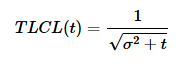 TLCL(t) = 1 / √(σ² + t)